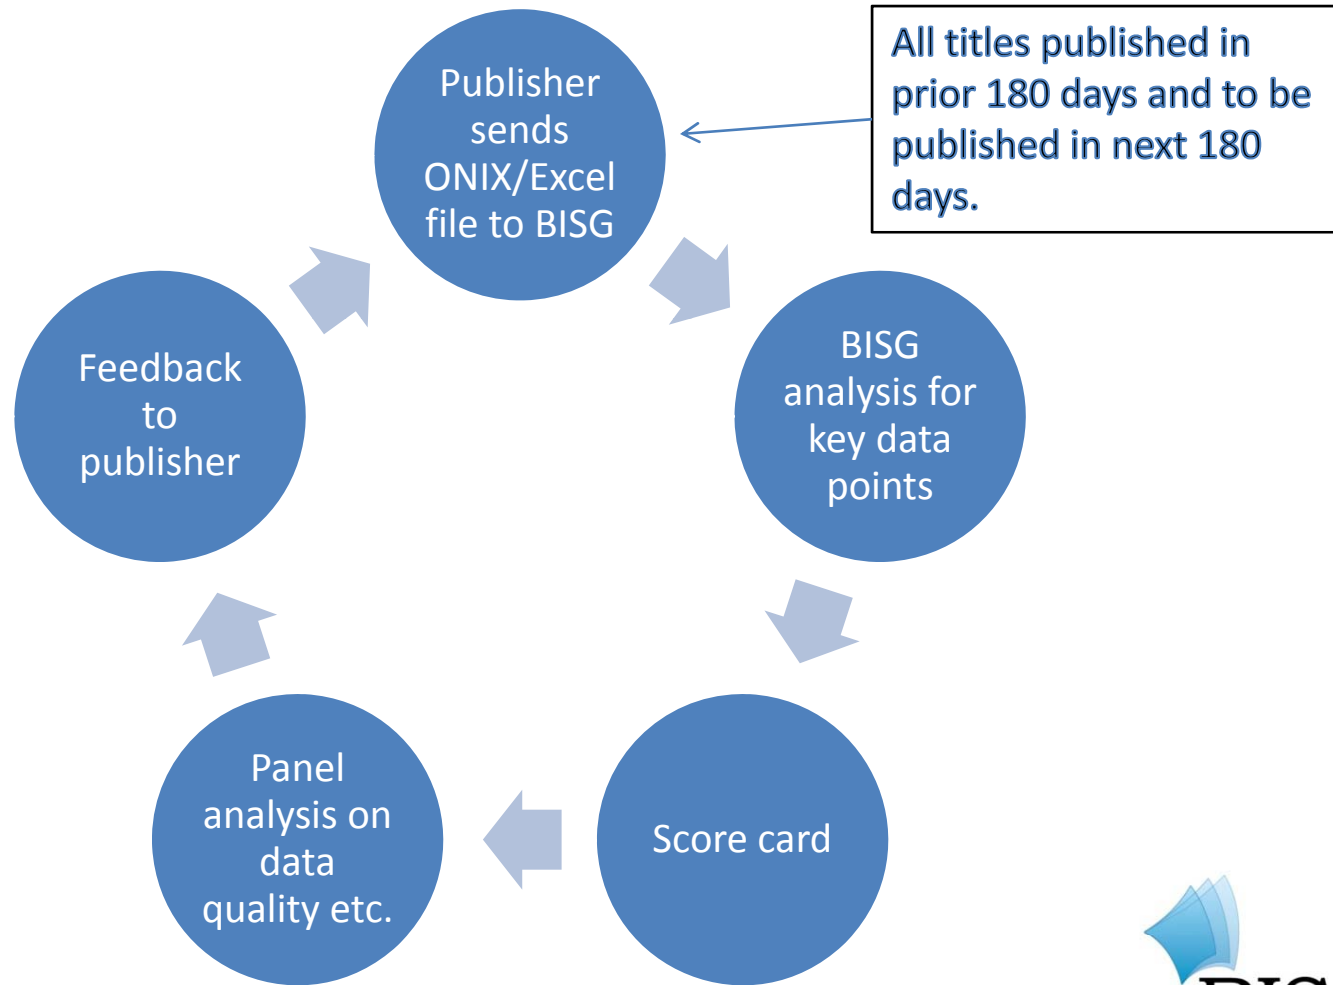 All titles published in
prior 180 days and to be
published in next 180
days.
Publisher
sends
ONIX/Excel
file to BISG
BISG
analysis for
key data
points
Score card
Panel
analysis on
data
quality etc.
Feedback
to
publisher